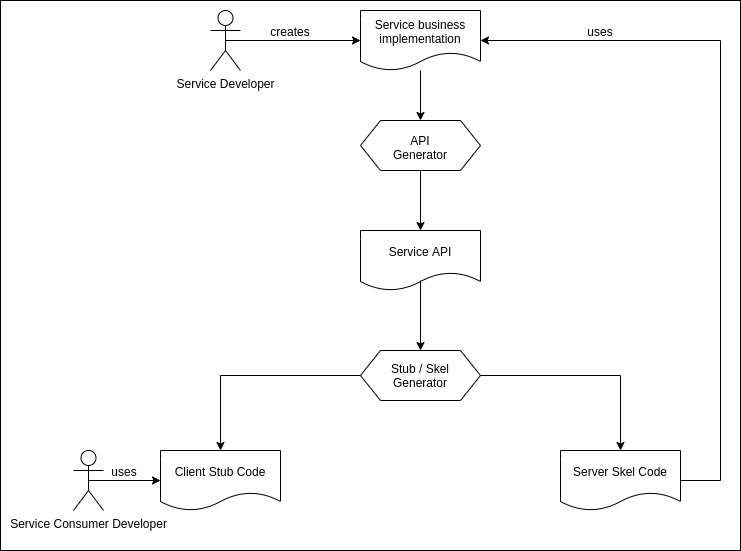 creates
Service business
implementation
uses
Service Developer
API
Generator
Service API
Stub / Skel
Generator
uses
Client Stub Code
Server Skel Code
Service Consumer Developer